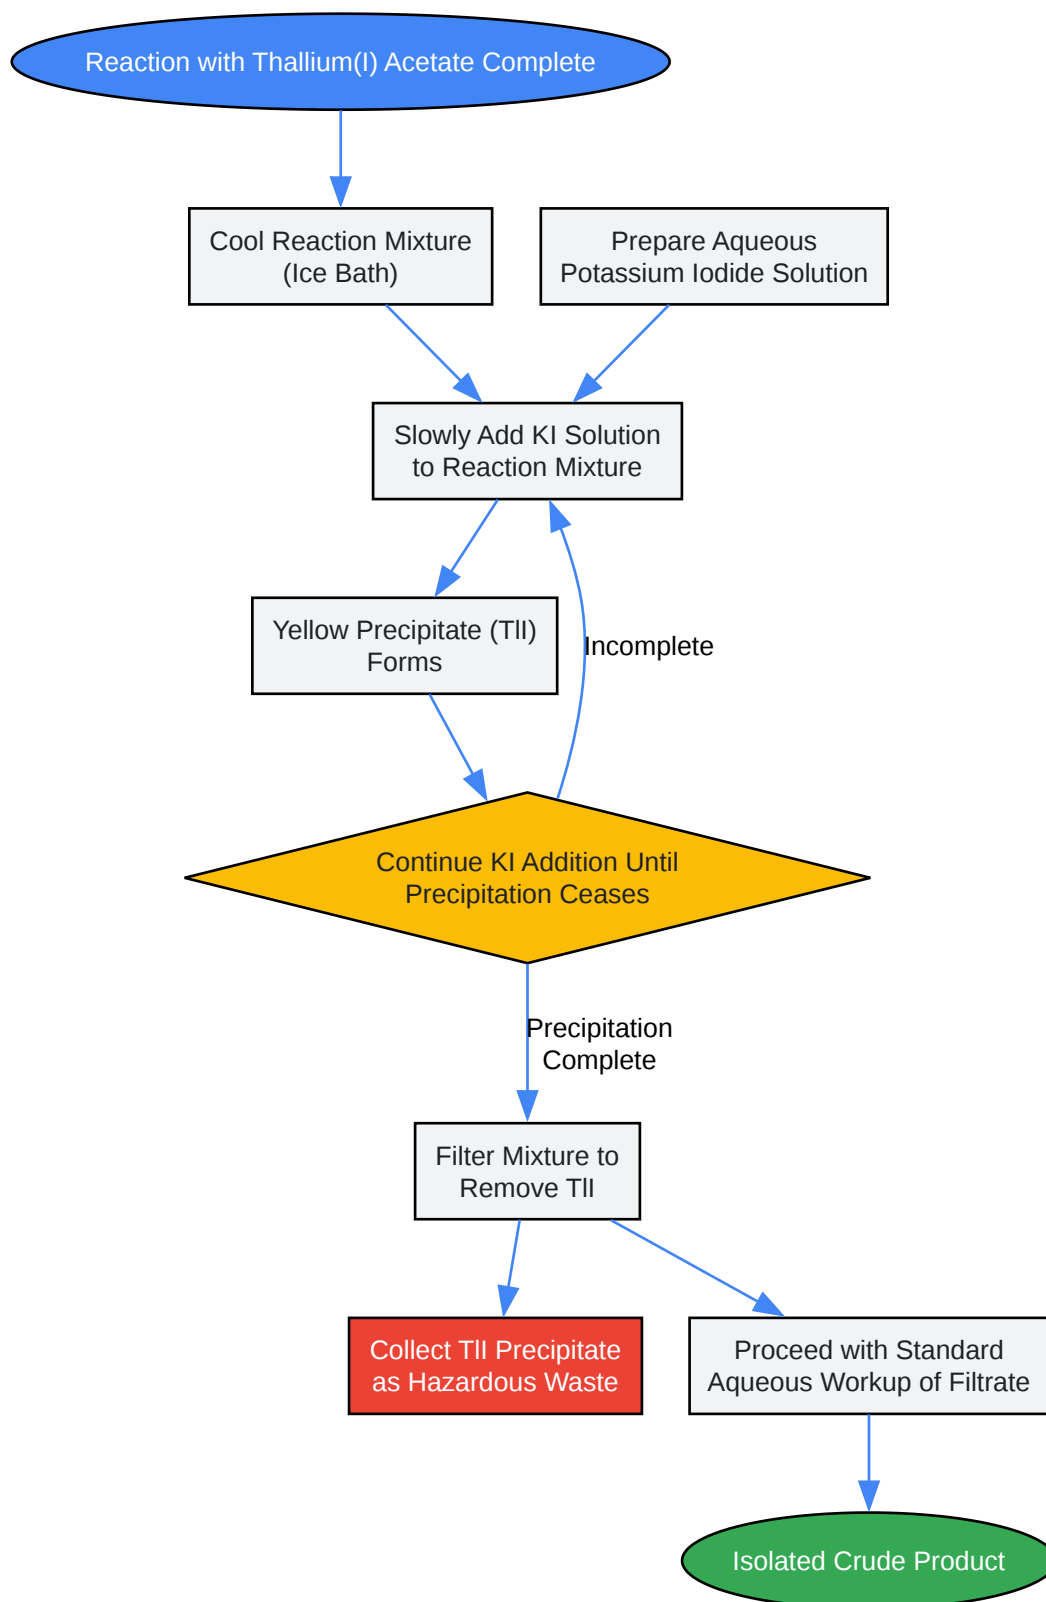 Reaction with Thallium(I) Acetate Complete
Cool Reaction Mixture
(Ice Bath)
Prepare Aqueous
Potassium Iodide Solution
Slowly Add KI Solution
to Reaction Mixture
Yellow Precipitate (TlI)
Forms
Incomplete
Continue KI Addition Until
Precipitation Ceases
Precipitation
Complete
Filter Mixture to
Remove TlI
Collect TlI Precipitate
as Hazardous Waste
Proceed with Standard
Aqueous Workup of Filtrate
Isolated Crude Product